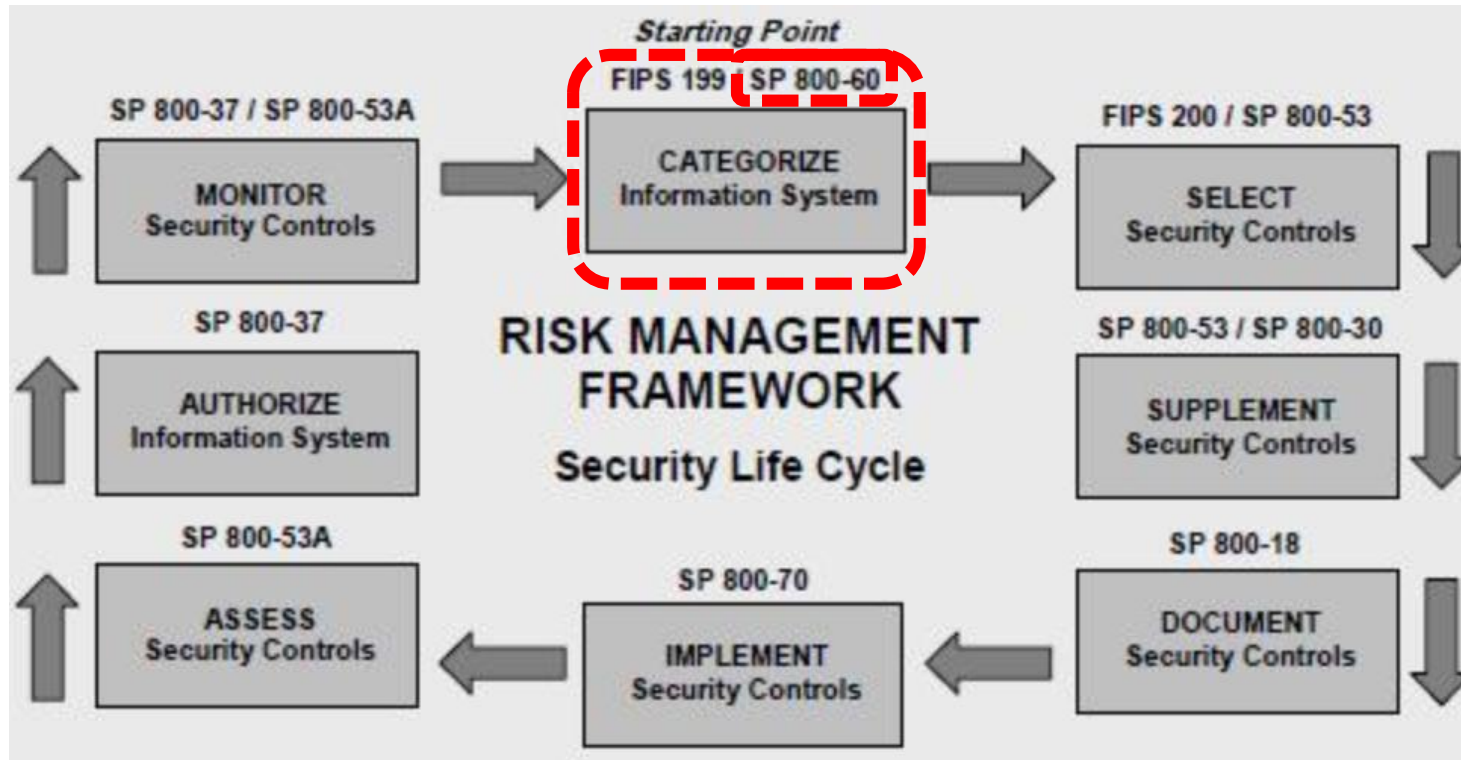 Starting Point
FIPS 199 / SP 800-60
CATEGORIZE
Information System
FIPS 200 / SP 800-53
SELECT
Security Controls
SP 800-53 / SP 800-30
SUPPLEMENT
Security Controls
SP 800-18
DOCUMENT
Security Controls
SP 800-70
IMPLEMENT
Security Controls
SP 800-53A
ASSESS
Security Controls
SP 800-37
AUTHORIZE
Information System
SP 800-37 / SP 800-53A
MONITOR
Security Controls
RISK MANAGEMENT
FRAMEWORK
Security Life Cycle